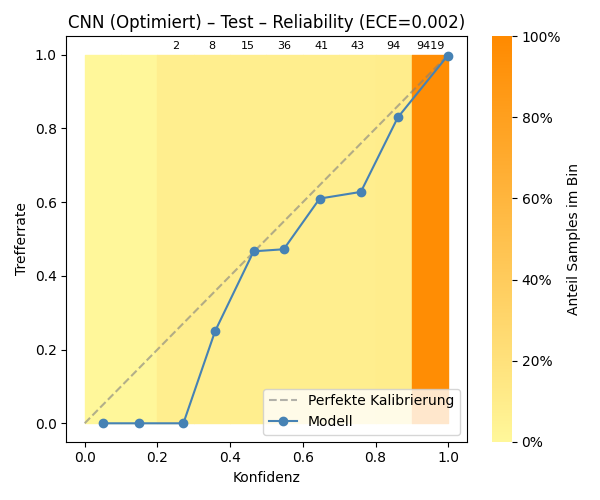 CNN (Optimiert) – Test – Reliability (ECE=0.002)
2 8 15 36 41 43 94 9419
1.0
0.8
0.6
0.4
0.2
0.0
Trefferrate
0.0 0.2 0.4 0.6 0.8 1.0
Konfidenz
Perfekte Kalibrierung
Modell
100%
80%
60%
40%
20%
0%
Anteil Samples im Bin